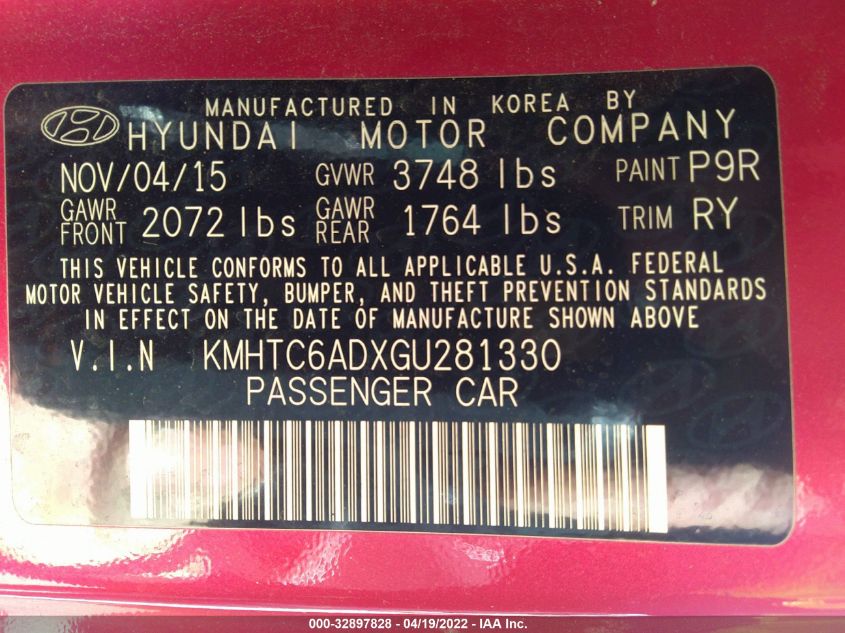 MANUFACTURED IN KOREA BY
HYUNDAI MOTOR COMPANY
NOV/04/15 GVWR 3748 lbs PAINT P9R
GAWR FRONT 2072 lbs GAWR REAR 1764 lbs TRIM RY
THIS VEHICLE CONFORMS TO ALL APPLICABLE U.S.A. FEDERAL
MOTOR VEHICLE SAFETY, BUMPER, AND THEFT PREVENTION STANDARDS
IN EFFECT ON THE DATE OF MANUFACTURE SHOWN ABOVE
V.I.N KMHTC6ADXGU281330
PASSENGER CAR
000-32897828 - 04/19/2022 - IAA Inc.